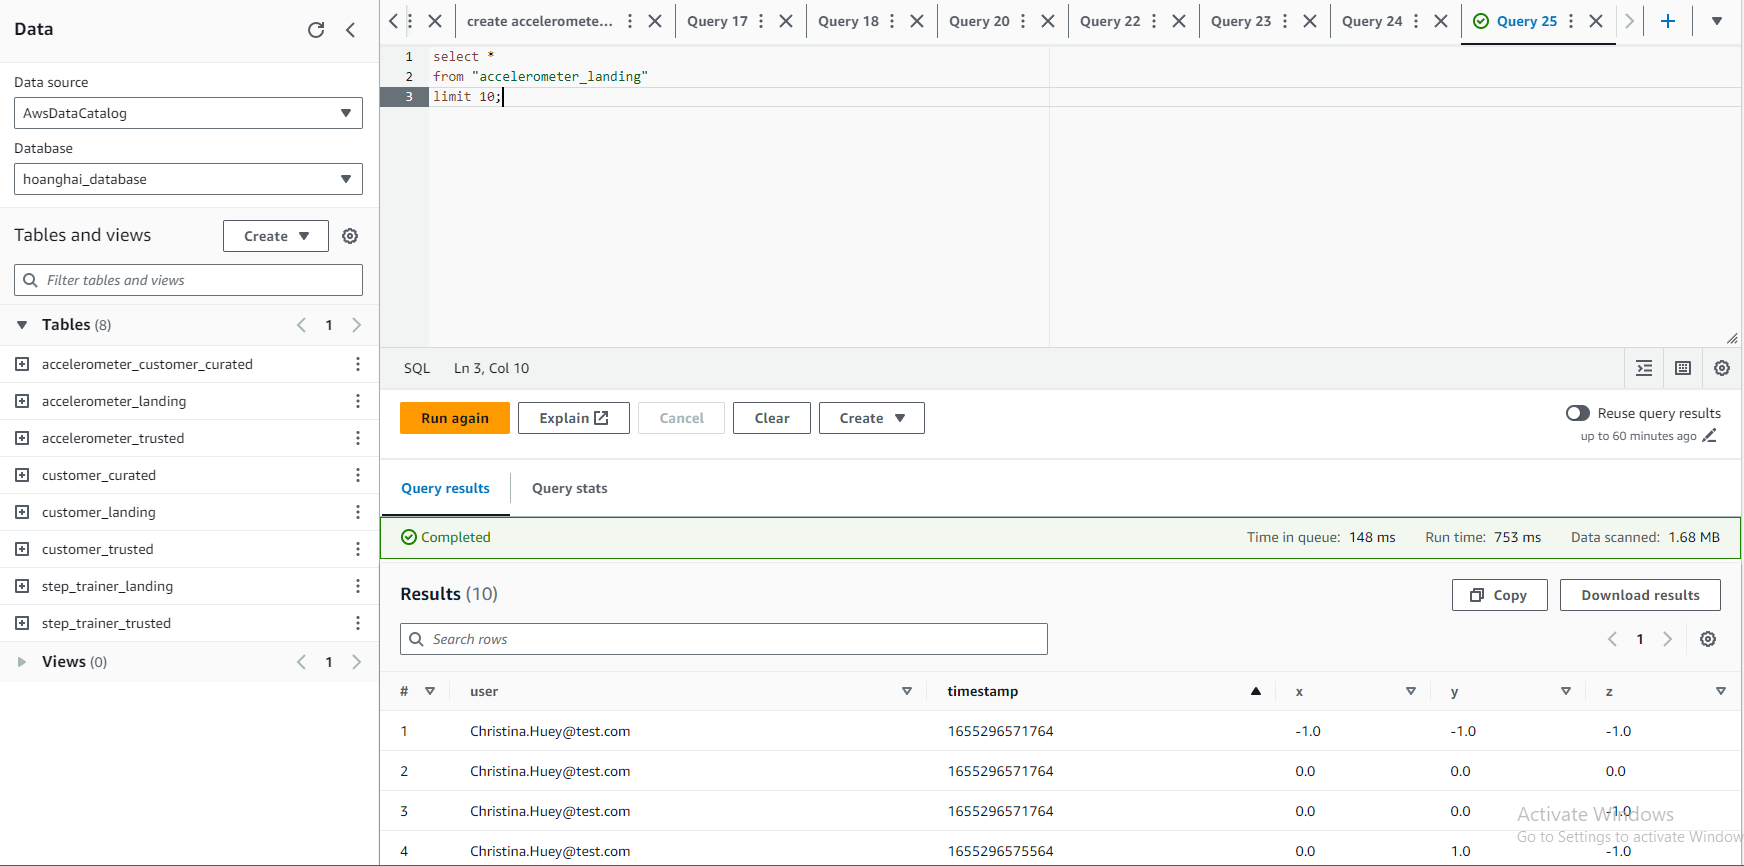 Data
Data source
AwsDataCatalog
Database
hoanghai_database
Tables and views
Create
Filter tables and views
Tables (8)
1
accelerometer_customer_curated
accelerometer_landing
accelerometer_trusted
customer_curated
customer_landing
customer_trusted
step_trainer_landing
step_trainer_trusted
Views (0)
1
create acceleromete...
Query 17
Query 18
Query 20
Query 22
Query 23
Query 24
Query 25
1 select *
2 from "accelerometer_landing"
3 limit 10;
SQL Ln 3, Col 10
Run again Explain Cancel Clear Create
Reuse query results
up to 60 minutes ago
Query results Query stats
Completed Time in queue: 148 ms Run time: 753 ms Data scanned: 1.68 MB
Results (10) Copy Download results
Search rows 1
# user timestamp x y z
1 Christina.Huey@test.com 1655296571764 -1.0 -1.0 -1.0
2 Christina.Huey@test.com 1655296571764 0.0 0.0 0.0
3 Christina.Huey@test.com 1655296571764 0.0 0.0 -1.0
4 Christina.Huey@test.com 1655296575564 0.0 1.0 -1.0
Activate Windows
Go to Settings to activate Window